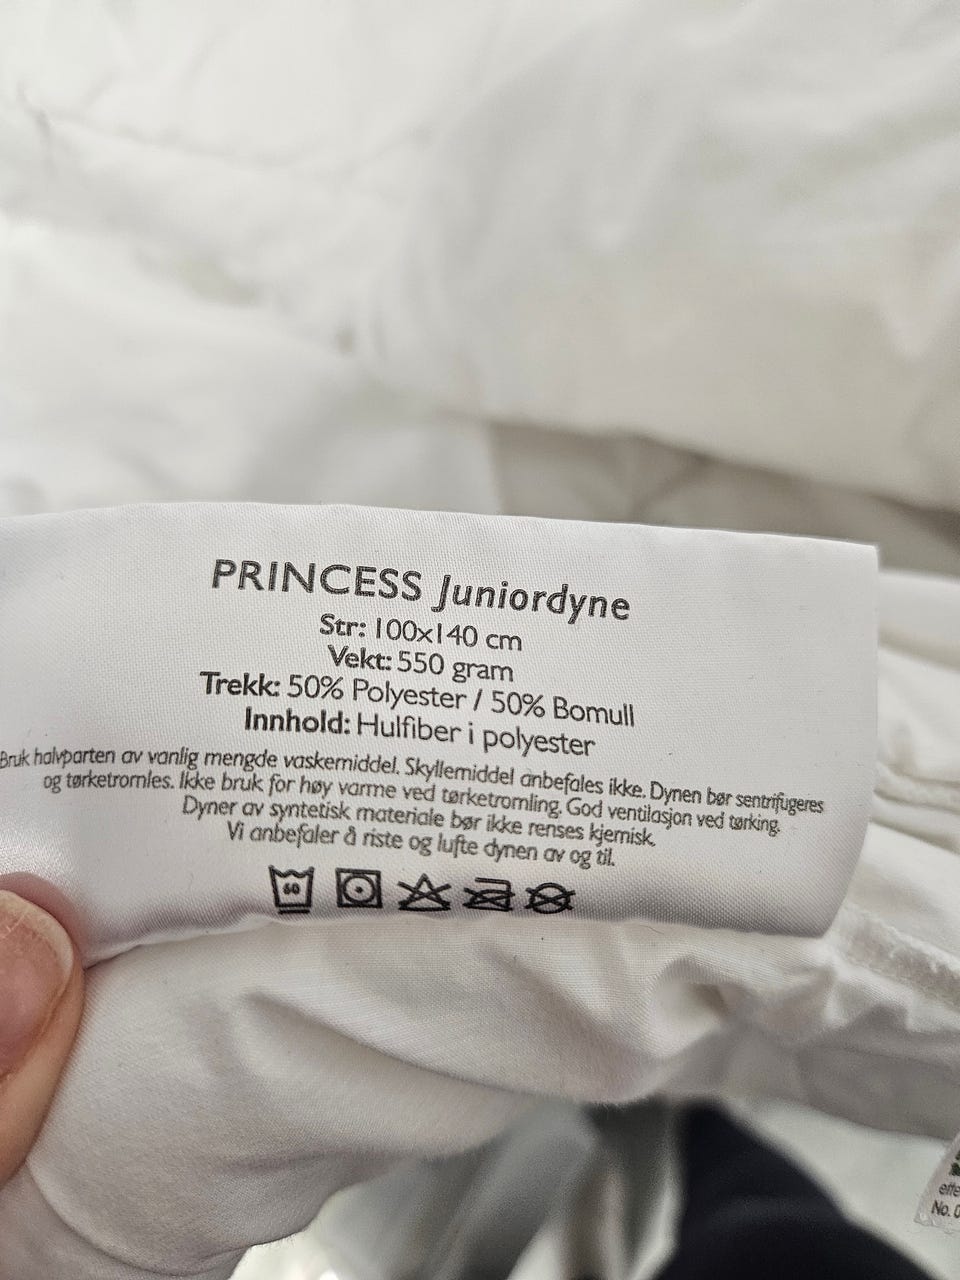 PRINCESS Juniordyne
Str: 100x140 cm
Vekt: 550 gram
Trekk: 50% Polyester / 50% Bomull
Innhold: Hulfiber i polyester
Bruk halvparten av vanlig mengde vaskemiddel. Skyllemiddel anbefales ikke. Dynen bør sentrifugeres
og tørketromles. Ikke bruk for høy varme ved tørketromling. God ventilasjon ved tørking.
Dyner av syntetisk materiale bør ikke renses kjemisk.
Vi anbefaler å riste og lufte dynen av og til.
60
No. 0